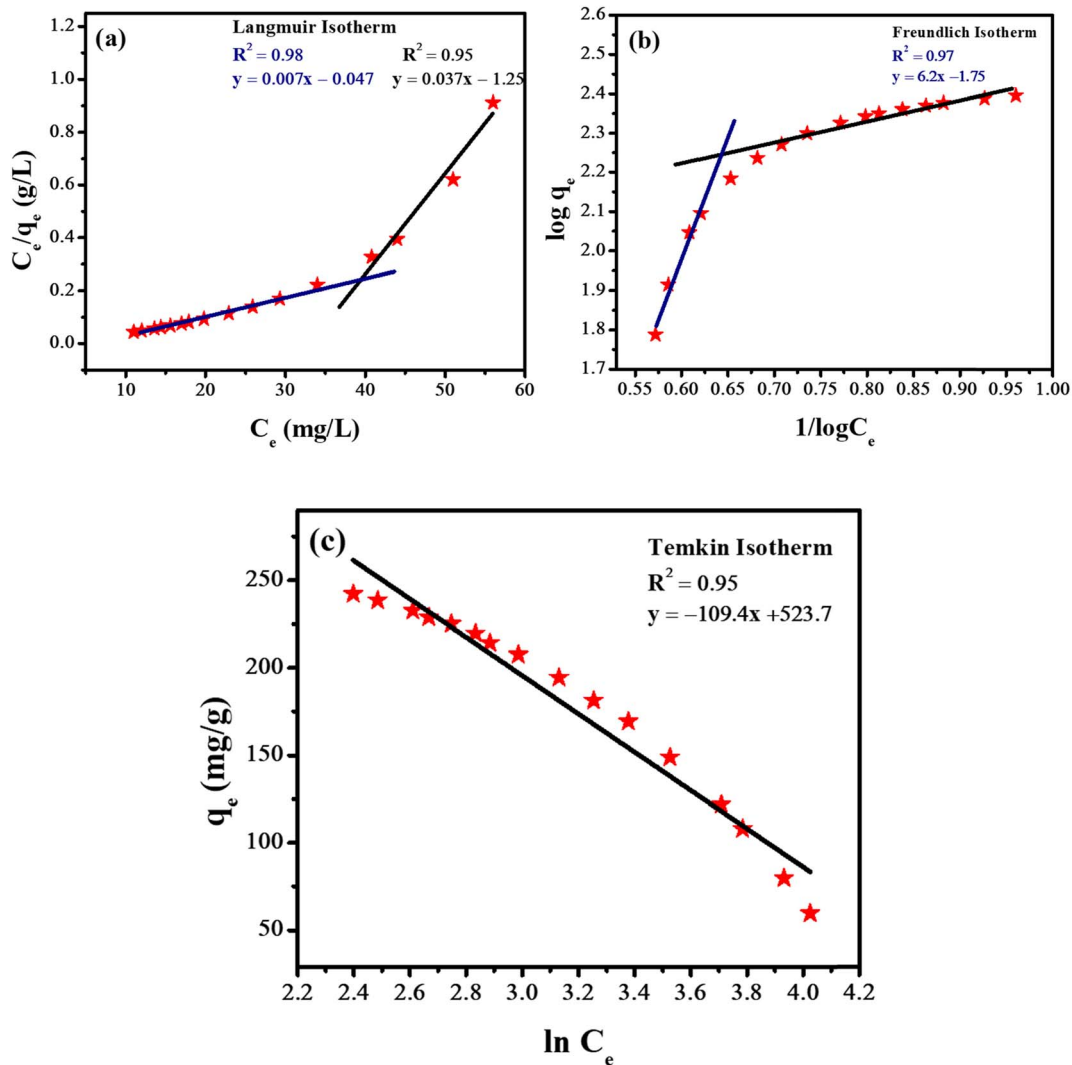 (a)
Langmuir Isotherm
R² = 0.98
R² = 0.95
y = 0.007x – 0.047
y = 0.037x – 1.25
1.2
1.0
0.8
0.6
0.4
0.2
0.0
10 20 30 40 50 60
Cₑ/qₑ (g/L)
Cₑ (mg/L)
(b)
Freundlich Isotherm
R² = 0.97
y = 6.2x –1.75
2.6
2.5
2.4
2.3
2.2
2.1
2.0
1.9
1.8
1.7
0.55 0.60 0.65 0.70 0.75 0.80 0.85 0.90 0.95 1.00
log qₑ
1/logCₑ
(c)
Temkin Isotherm
R² = 0.95
y = –109.4x +523.7
250
200
150
100
50
2.2 2.4 2.6 2.8 3.0 3.2 3.4 3.6 3.8 4.0 4.2
qₑ (mg/g)
ln Cₑ